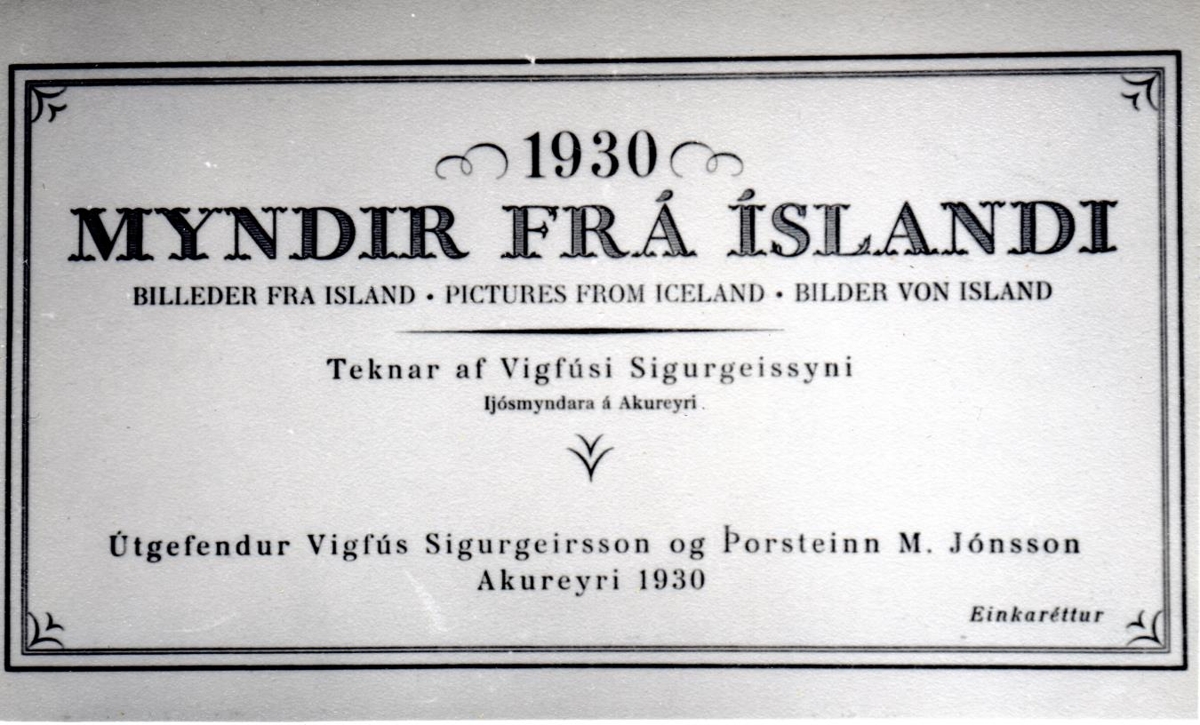 1930
MYNDIR FRÁ ÍSLANDI
BILLEDER FRA ISLAND • PICTURES FROM ICELAND • BILDER VON ISLAND
Teknar af Vigfúsi Sigurgeissyni
ljósmyndara á Akureyri.
Útgefendur Vigfús Sigurgeirsson og Þorsteinn M. Jónsson
Akureyri 1930
Einkaréttur